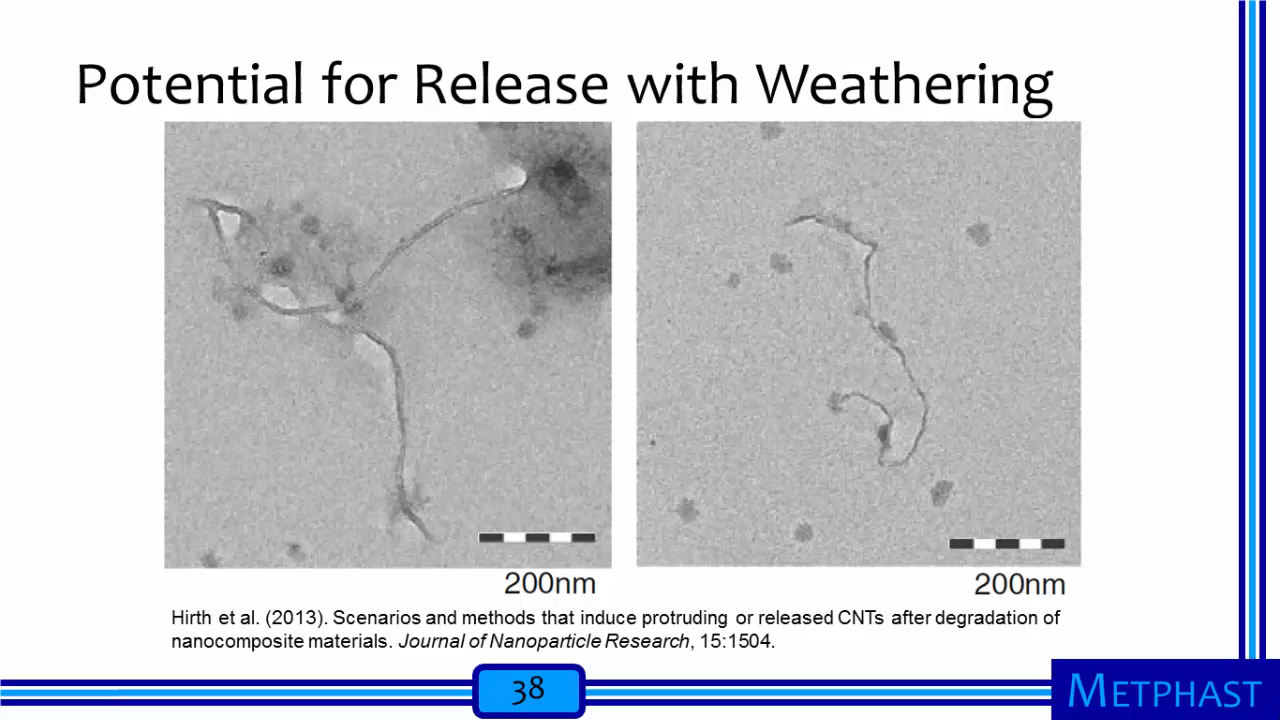 Potential for Release with Weathering
200nm
200nm
Hirth et al. (2013). Scenarios and methods that induce protruding or released CNTs after degradation of
nanocomposite materials. Journal of Nanoparticle Research, 15:1504.
38
METPHAST